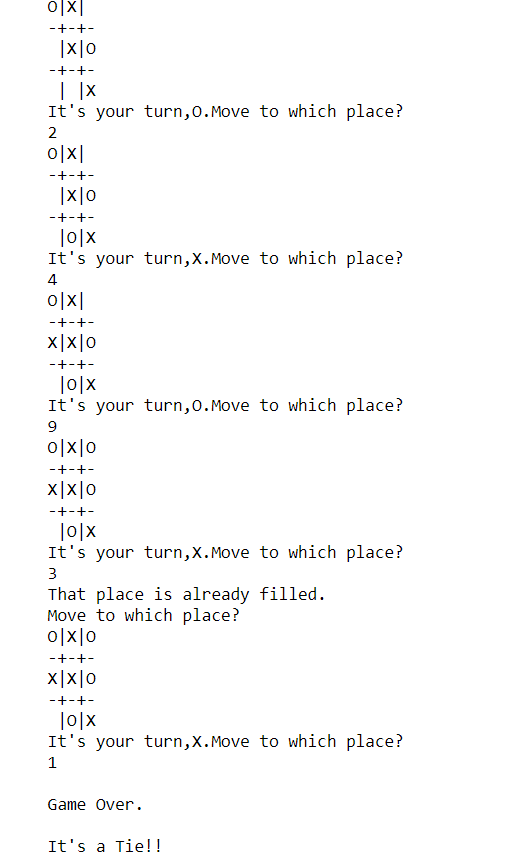 O|X|
-+-+-
 |X|O
-+-+-
 | |X
It's your turn,O.Move to which place?
2
O|X|
-+-+-
 |X|O
-+-+-
 |O|X
It's your turn,X.Move to which place?
4
O|X|
-+-+-
X|X|O
-+-+-
 |O|X
It's your turn,O.Move to which place?
9
O|X|O
-+-+-
X|X|O
-+-+-
 |O|X
It's your turn,X.Move to which place?
3
That place is already filled.
Move to which place?
O|X|O
-+-+-
X|X|O
-+-+-
 |O|X
It's your turn,X.Move to which place?
1
Game Over.
It's a Tie!!